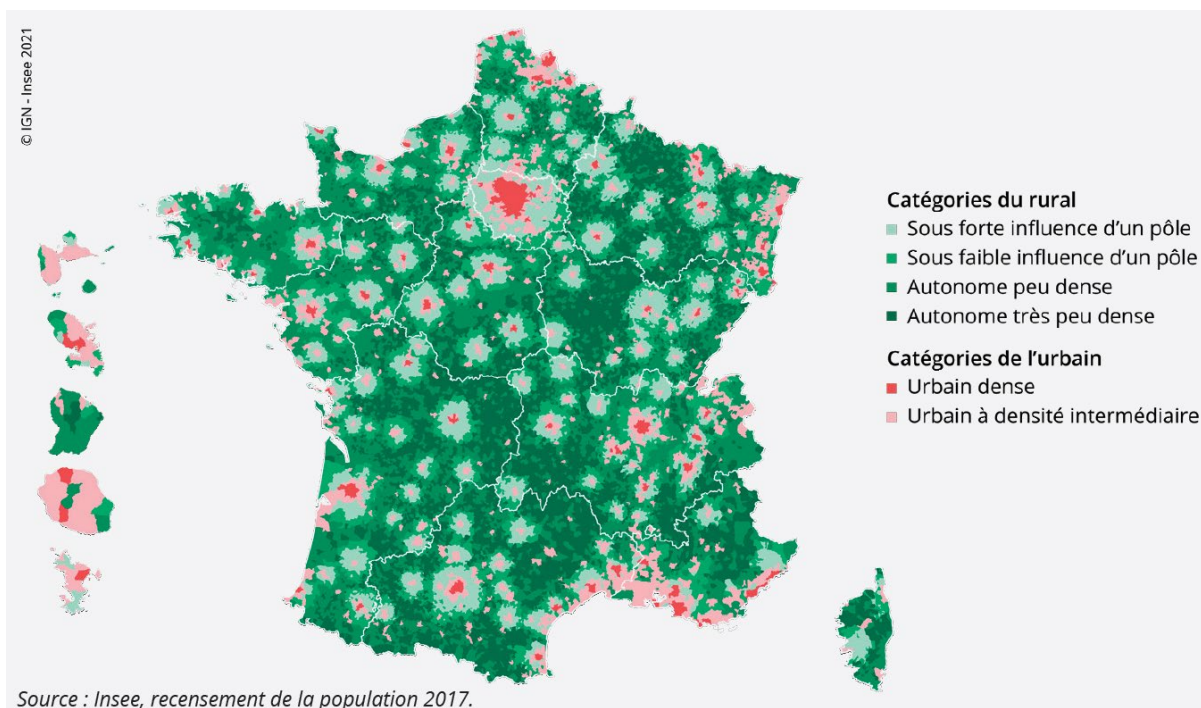 © IGN - Insee 2021
Catégories du rural
Sous forte influence d’un pôle
Sous faible influence d’un pôle
Autonome peu dense
Autonome très peu dense
Catégories de l’urbain
Urbain dense
Urbain à densité intermédiaire
Source : Insee, recensement de la population 2017.